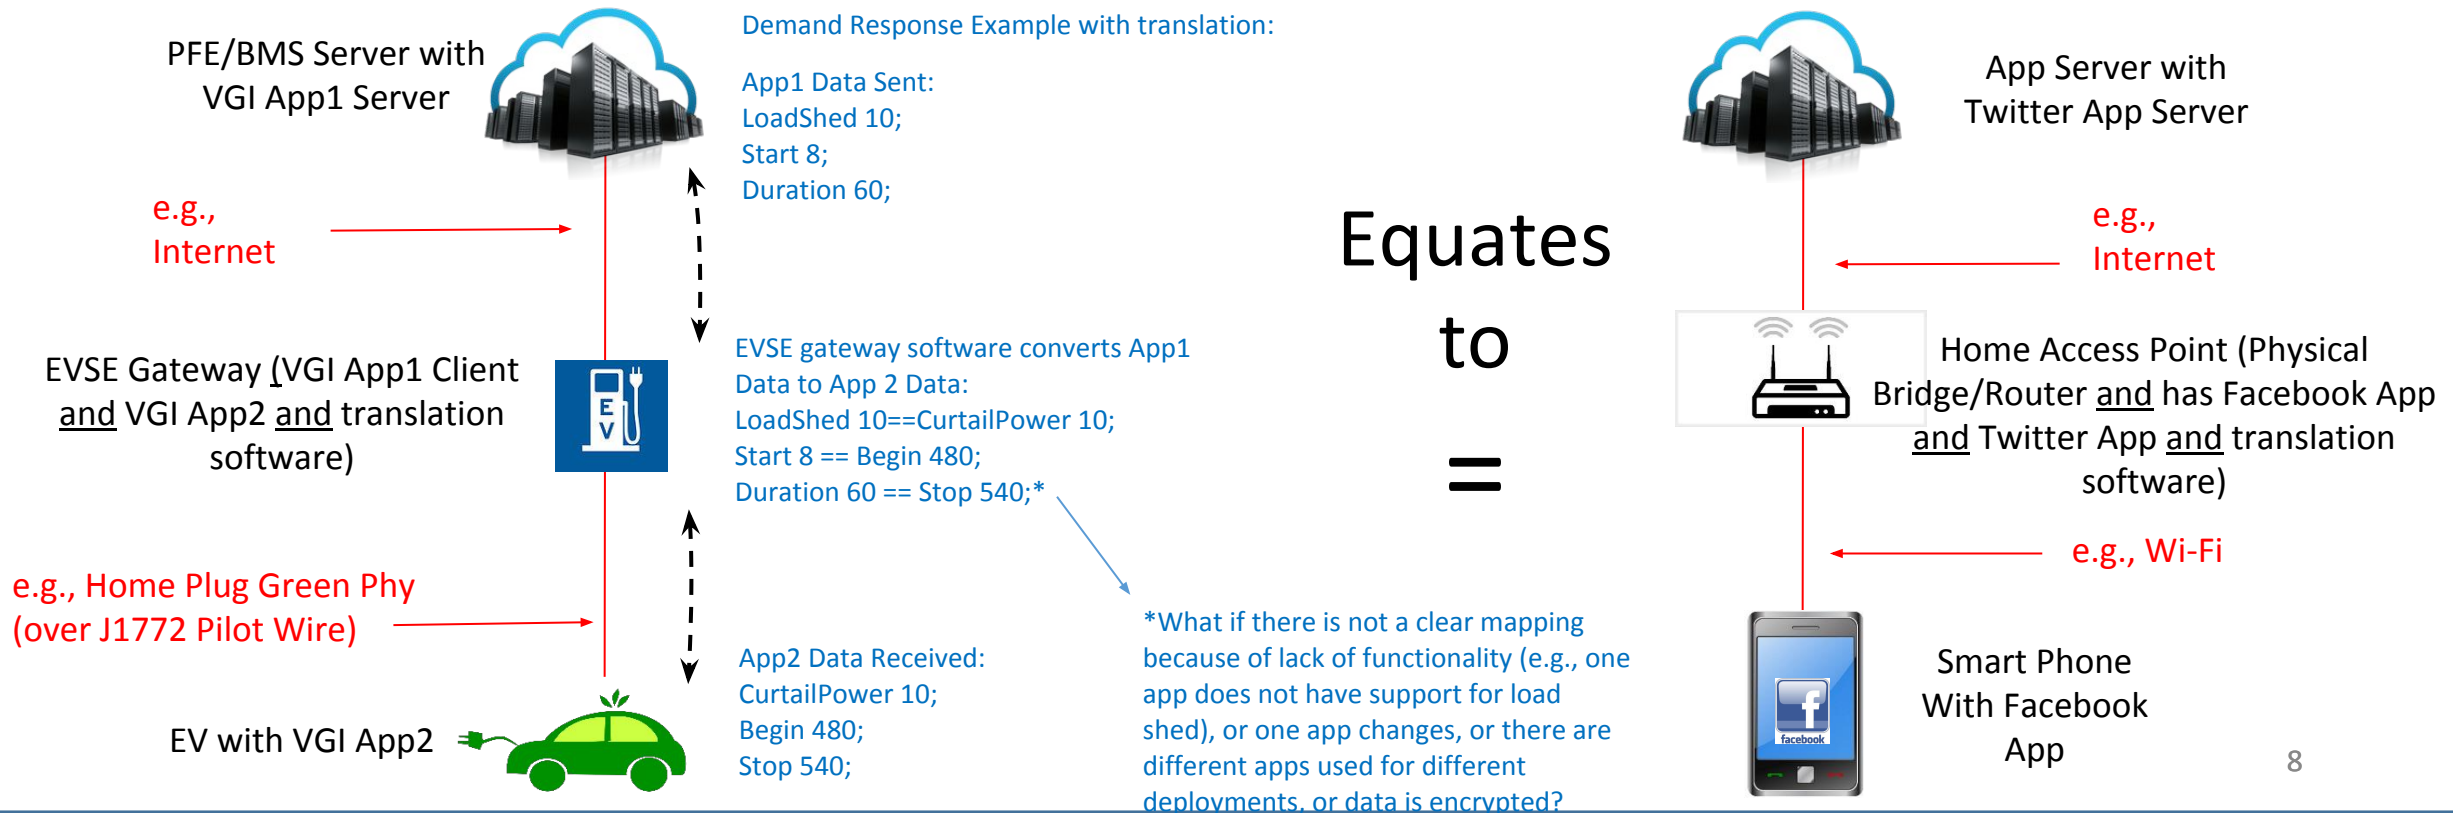 PFE/BMS Server with
VGI App1 Server
e.g.,
Internet
EVSE Gateway (VGI App1 Client
and VGI App2 and translation
software)
E
V
e.g., Home Plug Green Phy
(over J1772 Pilot Wire)
EV with VGI App2
Demand Response Example with translation:
App1 Data Sent:
LoadShed 10;
Start 8;
Duration 60;
EVSE gateway software converts App1
Data to App 2 Data:
LoadShed 10==CurtailPower 10;
Start 8 == Begin 480;
Duration 60 == Stop 540;*
App2 Data Received:
CurtailPower 10;
Begin 480;
Stop 540;
*What if there is not a clear mapping
because of lack of functionality (e.g., one
app does not have support for load
shed), or one app changes, or there are
different apps used for different
deployments, or data is encrypted?
Equates
to
=
App Server with
Twitter App Server
e.g.,
Internet
Home Access Point (Physical
Bridge/Router and has Facebook App
and Twitter App and translation
software)
e.g., Wi-Fi
f
facebook
Smart Phone
With Facebook
App
8